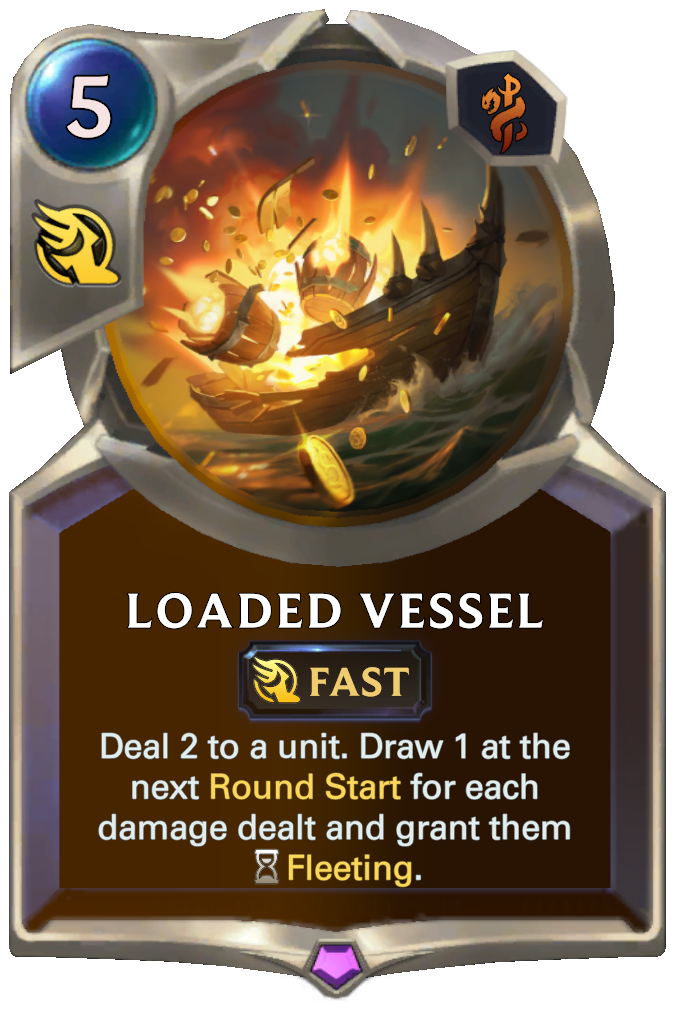 5
LOADED VESSEL
FAST
Deal 2 to a unit. Draw 1 at the
next Round Start for each
damage dealt and grant them
Fleeting.